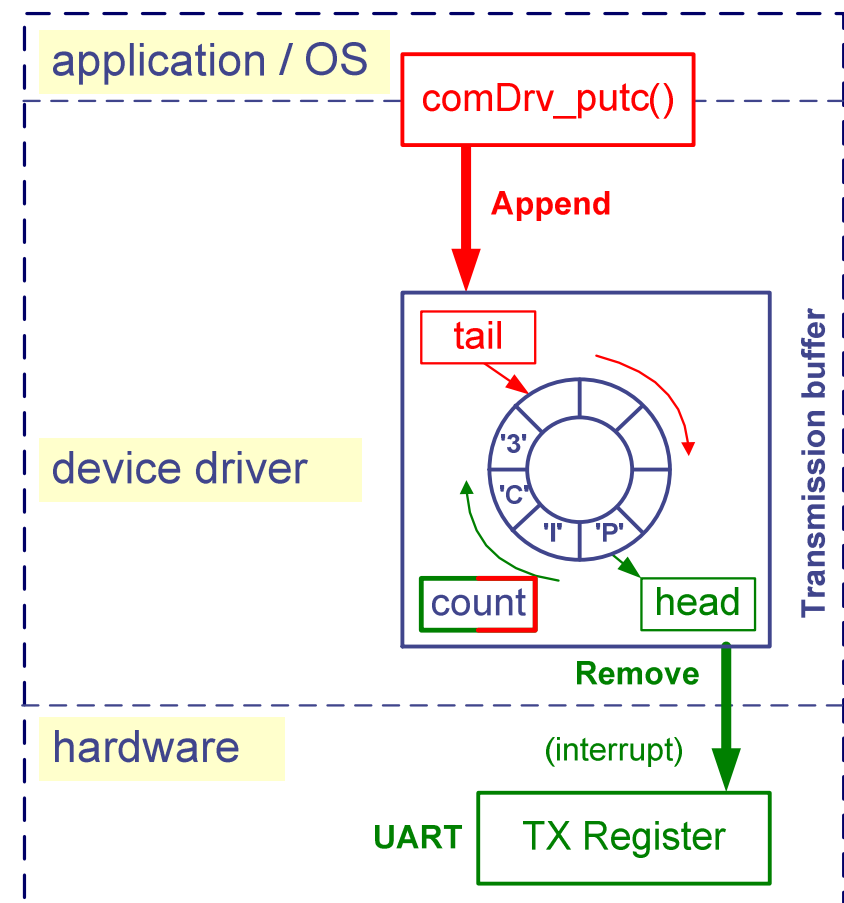 application / OS
comDrv_putc()
Append
tail
'3'
'C'
'I'
'P'
count
head
Transmission buffer
device driver
Remove
hardware
(interrupt)
UART
TX Register